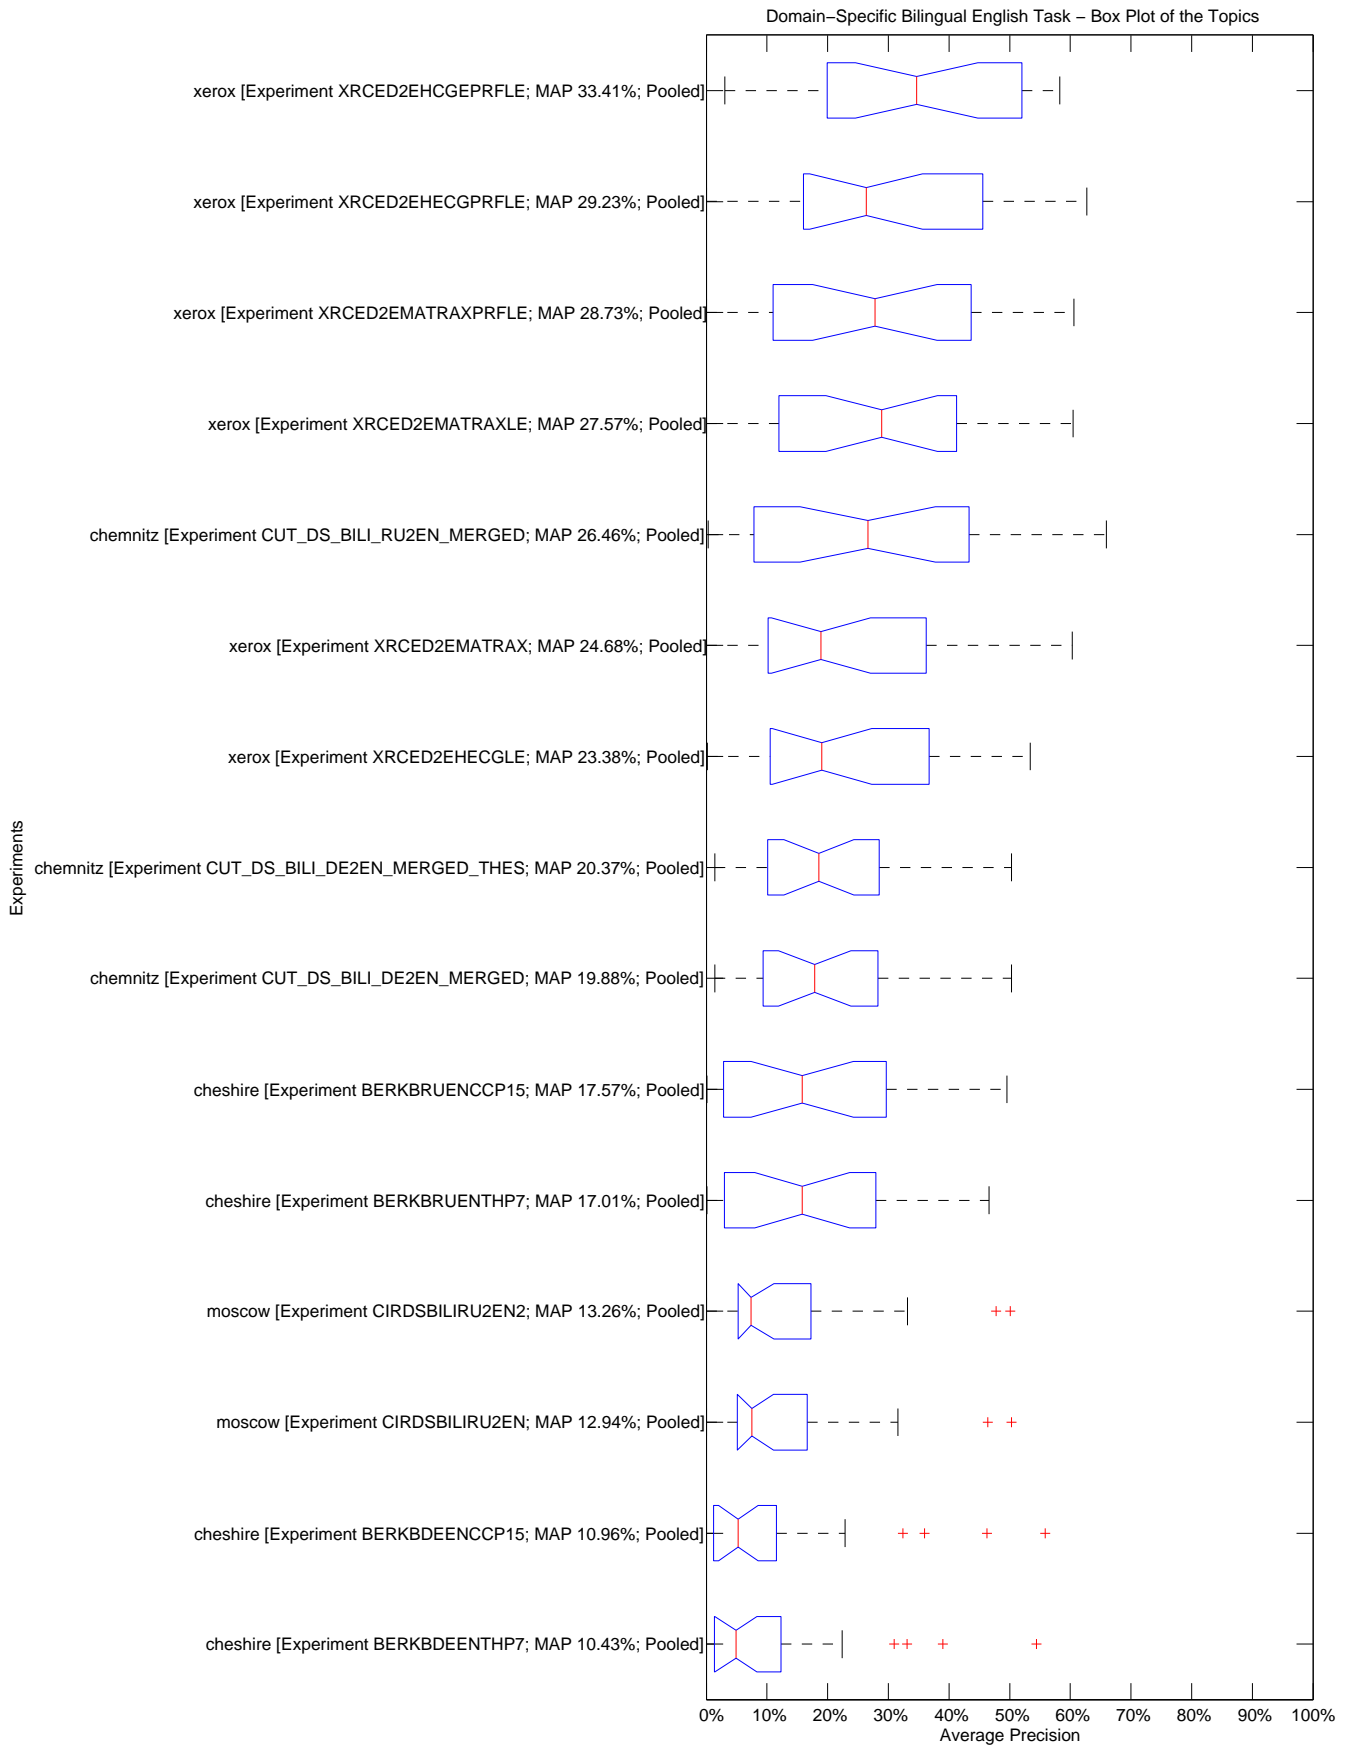 Domain–Specific Bilingual English Task – Box Plot of the Topics
xerox [Experiment XRCED2EHCGEPRFLE; MAP 33.41%; Pooled]
xerox [Experiment XRCED2EHECGPRFLE; MAP 29.23%; Pooled]
xerox [Experiment XRCED2EMATRAXPRFLE; MAP 28.73%; Pooled]
xerox [Experiment XRCED2EMATRAXLE; MAP 27.57%; Pooled]
chemnitz [Experiment CUT_DS_BILI_RU2EN_MERGED; MAP 26.46%; Pooled]
xerox [Experiment XRCED2EMATRAX; MAP 24.68%; Pooled]
xerox [Experiment XRCED2EHECGLE; MAP 23.38%; Pooled]
Experiments
chemnitz [Experiment CUT_DS_BILI_DE2EN_MERGED_THES; MAP 20.37%; Pooled]
chemnitz [Experiment CUT_DS_BILI_DE2EN_MERGED; MAP 19.88%; Pooled]
cheshire [Experiment BERKBRUENCCP15; MAP 17.57%; Pooled]
cheshire [Experiment BERKBRUENTHP7; MAP 17.01%; Pooled]
moscow [Experiment CIRDSBILIRU2EN2; MAP 13.26%; Pooled]
moscow [Experiment CIRDSBILIRU2EN; MAP 12.94%; Pooled]
cheshire [Experiment BERKBDEENCCP15; MAP 10.96%; Pooled]
cheshire [Experiment BERKBDEENTHP7; MAP 10.43%; Pooled]
0% 10% 20% 30% 40% 50% 60% 70% 80% 90% 100%
Average Precision